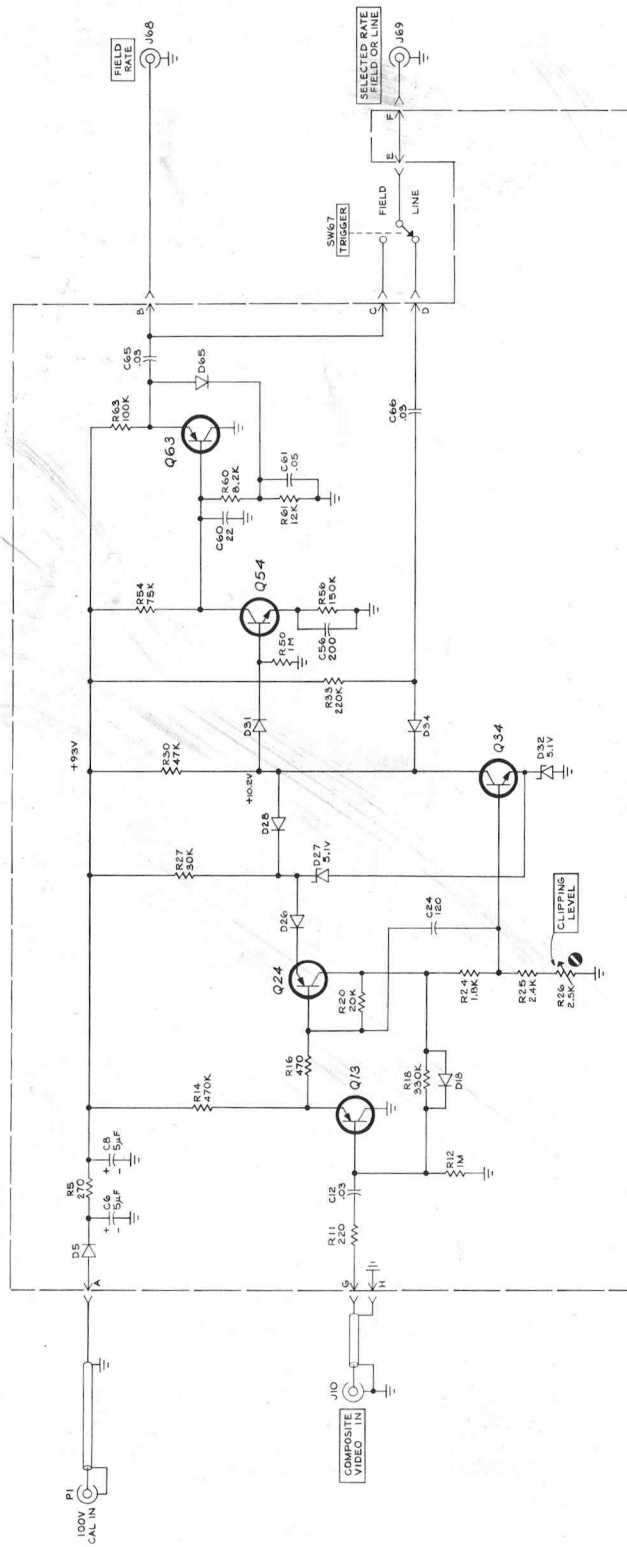 P1
100V
CAL IN
A
D5
C6
5µF
+
-
R5
270
C8
5µF
+
-
+93V
R14
470K
R27
30K
R30
47K
R54
75K
R63
100K
C65
.03
B
FIELD
RATE
J68
COMPOSITE
VIDEO IN
J10
G
H
R11
220
C12
.03
R12
1M
Q13
R16
470
R18
330K
D18
R20
20K
Q24
D26
D28
D27
5.1V
C24
120
R24
1.8K
R25
2.4K
R26
2.5K
CLIPPING
LEVEL
+10.2V
D31
R33
220K
D34
Q34
D32
5.1V
R50
1M
Q54
C56
200
R56
150K
C60
22
R60
8.2K
R61
12K
C61
.05
Q63
D65
C66
.03
C
D
SW67
TRIGGER
FIELD
LINE
E
F
SELECTED RATE
FIELD OR LINE
J69